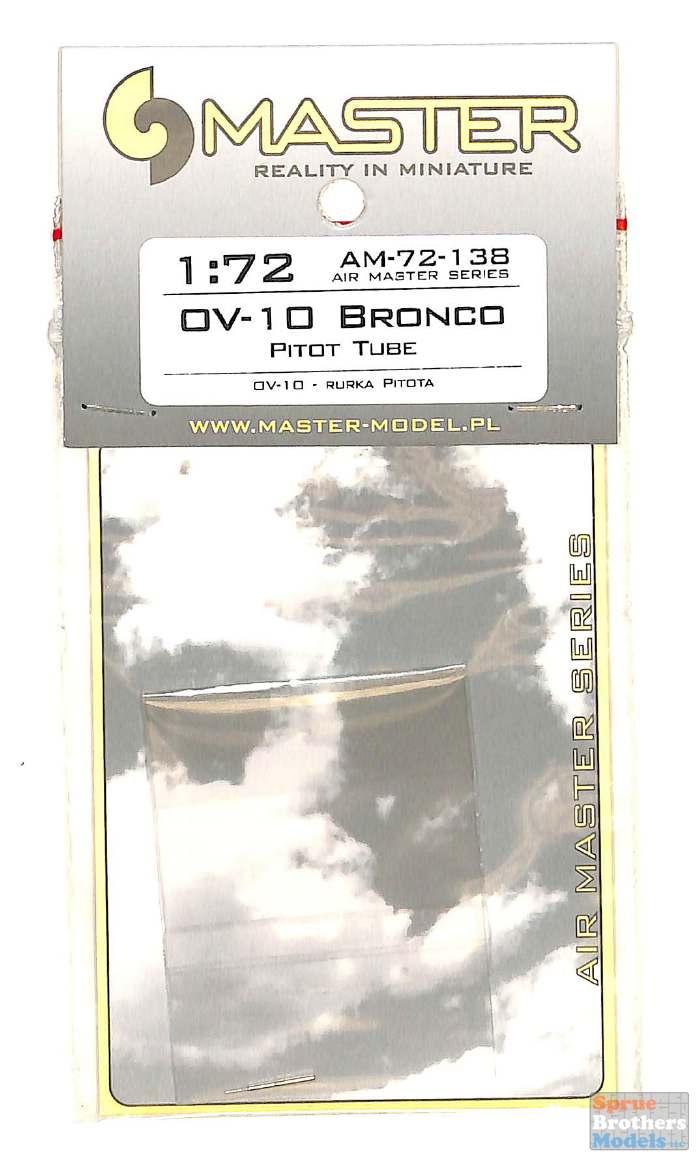 MASTER
REALITY IN MINIATURE
1:72
AM-72-138
AIR MASTER SERIES
OV-10 BRONCO
PITOT TUBE
OV-10 - RURKA PITOTA
WWW.MASTER-MODEL.PL
AIR MASTER SERIES
Sprue
Brothers
Models LLC